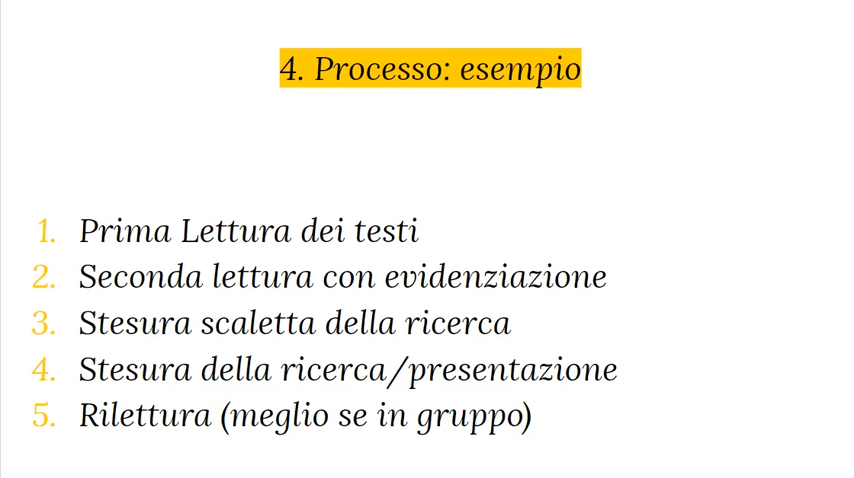 4. Processo: esempio
1. Prima Lettura dei testi
2. Seconda lettura con evidenziazione
3. Stesura scaletta della ricerca
4. Stesura della ricerca/presentazione
5. Rilettura (meglio se in gruppo)